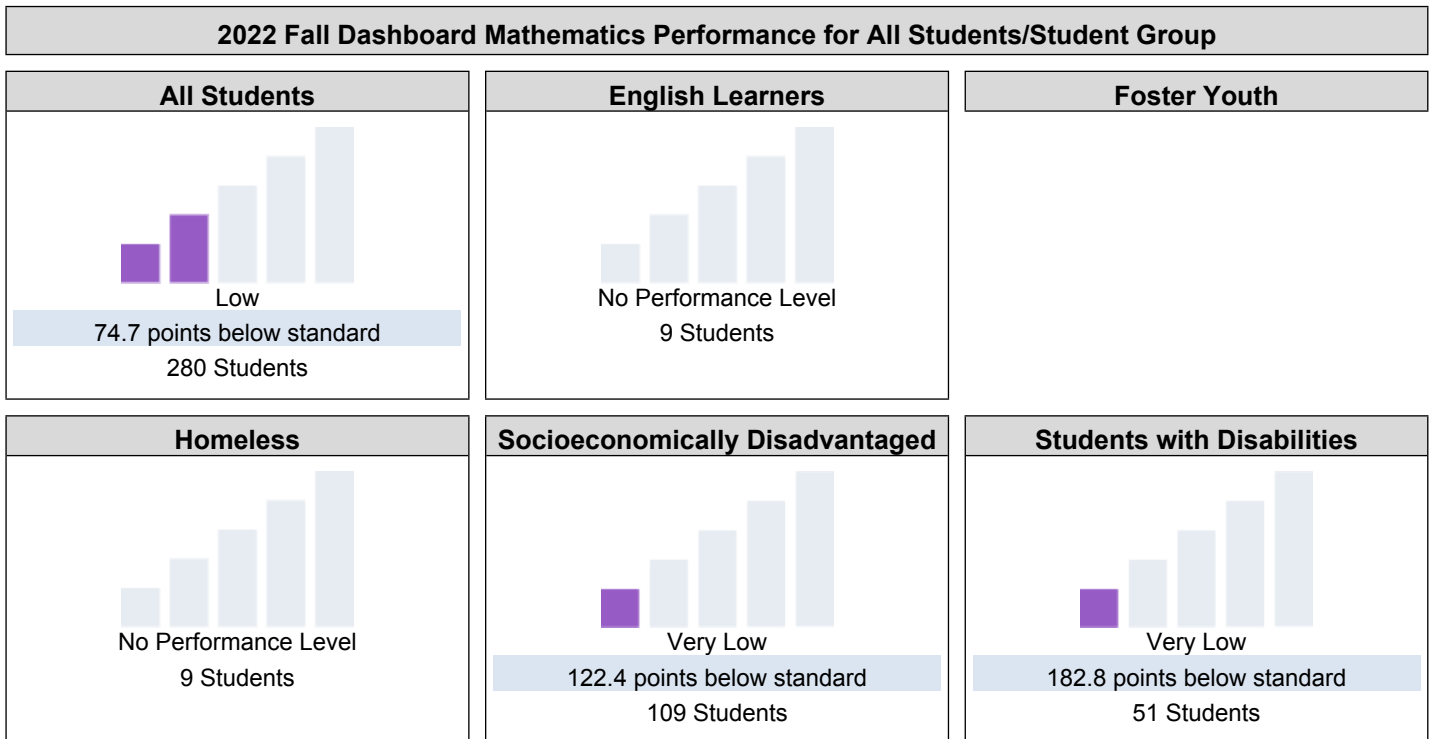 2022 Fall Dashboard Mathematics Performance for All Students/Student Group
All Students
Low
74.7 points below standard
280 Students
English Learners
No Performance Level
9 Students
Foster Youth
Homeless
No Performance Level
9 Students
Socioeconomically Disadvantaged
Very Low
122.4 points below standard
109 Students
Students with Disabilities
Very Low
182.8 points below standard
51 Students